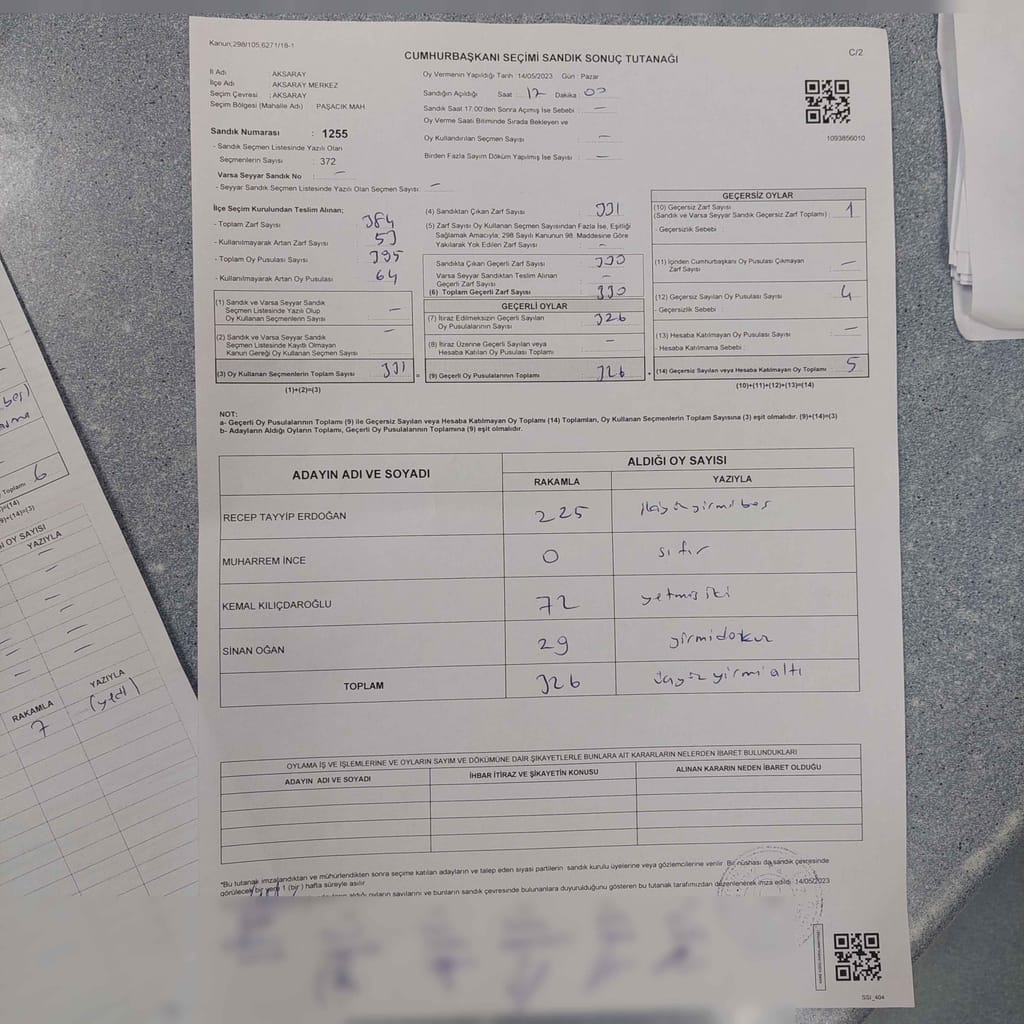 Kanun;298/105,6271/18-1
C/2
CUMHURBAŞKANI SEÇİMİ SANDIK SONUÇ TUTANAĞI
İl Adı : AKSARAY
İlçe Adı : AKSARAY MERKEZ
Seçim Çevresi : AKSARAY
Seçim Bölgesi (Mahalle Adı) PAŞACIK MAH
Oy Vermenin Yapıldığı Tarih :14/05/2023 Gün : Pazar
Sandığın Açıldığı Saat : 17 Dakika : 00
Sandık Saat 17:00'den Sonra Açımış İse Sebebi : —
Oy Verme Saati Bitiminde Sırada Bekleyen ve
Oy Kullandırılan Seçmen Sayısı : —
Birden Fazla Sayım Döküm Yapılmış İse Sayısı : —
1093856010
Sandık Numarası : 1255
- Sandık Seçmen Listesinde Yazılı Olan
Seçmenlerin Sayısı : 372
Varsa Seyyar Sandık No : —
- Seyyar Sandık Seçmen Listesinde Yazılı Olan Seçmen Sayısı: —
İlçe Seçim Kurulundan Teslim Alınan;
- Toplam Zarf Sayısı : 384
- Kullanılmayarak Artan Zarf Sayısı : 53
- Toplam Oy Pusulası Sayısı : 395
- Kullanılmayarak Artan Oy Pusulası : 64
(1) Sandık ve Varsa Seyyar Sandık
Seçmen Listesinde Yazılı Olup
Oy Kullanan Seçmenlerin Sayısı : —
(2) Sandık ve Varsa Seyyar Sandık
Seçmen Listesinde Kayıtlı Olmayan
Kanun Gereği Oy Kullanan Seçmen Sayısı : —
(3) Oy Kullanan Seçmenlerin Toplam Sayısı : 331
(1)+(2)=(3)
(4) Sandıktan Çıkan Zarf Sayısı : 331
(5) Zarf Sayısı Oy Kullanan Seçmen Sayısından Fazla İse, Eşitliği
Sağlamak Amacıyla; 298 Sayılı Kanunun 98. Maddesine Göre
Yakılarak Yok Edilen Zarf Sayısı : —
Sandıkta Çıkan Geçerli Zarf Sayısı : 330
Varsa Seyyar Sandıktan Teslim Alınan
Geçerli Zarf Sayısı : —
(6) Toplam Geçerli Zarf Sayısı : 330
GEÇERLİ OYLAR
(7) İtiraz Edilmeksizin Geçerli Sayılan
Oy Pusulalarının Sayısı : 326
(8) İtiraz Üzerine Geçerli Sayılan veya
Hesaba Katılan Oy Pusulası Toplamı : —
(9) Geçerli Oy Pusulalarının Toplamı : 326
GEÇERSİZ OYLAR
(10) Geçersiz Zarf Sayısı
(Sandık ve Varsa Seyyar Sandık Geçersiz Zarf Toplamı) : 1
- Geçersizlik Sebebi :
(11) İçinden Cumhurbaşkanı Oy Pusulası Çıkmayan
Zarf Sayısı : —
(12) Geçersiz Sayılan Oy Pusulası Sayısı : 4
- Geçersizlik Sebebi :
(13) Hesaba Katılmayan Oy Pusulası Sayısı : —
- Hesaba Katılmama Sebebi :
(14) Geçersiz Sayılan veya Hesaba Katılmayan Oy Toplamı : 5
(10)+(11)+(12)+(13)=(14)
NOT:
a- Geçerli Oy Pusulalarının Toplamı (9) ile Geçersiz Sayılan veya Hesaba Katılmayan Oy Toplamı (14) Toplamları, Oy Kullanan Seçmenlerin Toplam Sayısına (3) eşit olmalıdır. (9)+(14)=(3)
b- Adayların Aldığı Oyların Toplamı, Geçerli Oy Pusulalarının Toplamına (9) eşit olmalıdır.
ADAYIN ADI VE SOYADI ALDIĞI OY SAYISI
RAKAMLA YAZIYLA
RECEP TAYYİP ERDOĞAN 225 ikiyüzyirmibeş
MUHARREM İNCE 0 sıfır
KEMAL KILIÇDAROĞLU 72 yetmişiki
SİNAN OĞAN 29 yirmidokuz
TOPLAM 326 üçyüzyirmialtı
OYLAMA İŞ VE İŞLEMLERİNE VE OYLARIN SAYIM VE DÖKÜMÜNE DAİR ŞİKAYETLERLE BUNLARA AİT KARARLARIN NELERDEN İBARET BULUNDUKLARI
ADAYIN ADI VE SOYADI İHBAR İTİRAZ VE ŞİKAYETİN KONUSU ALINAN KARARIN NEDEN İBARET OLDUĞU
*Bu tutanak imzalandıktan ve mühürlendikten sonra seçime katılan adayların ve talep eden siyasi partilerin sandık kurulu üyelerine veya gözlemcilerine verilir. Bir nüshası da sandık çevresinde
görülecek bir yere 1 (bir) hafta süreyle asılır
aldığı oyların sayılarını ve bunların sandık çevresinde bulunanlara duyurulduğunu gösteren bu tutanak tarafımızdan düzenlenerek imza edildi. 14/05/2023
SSI_404
Toplamı 6
)=(14)
9)+(14)=(3)
OY SAYISI
YAZIYLA
RAKAMLA YAZIYLA
7 (yedi)